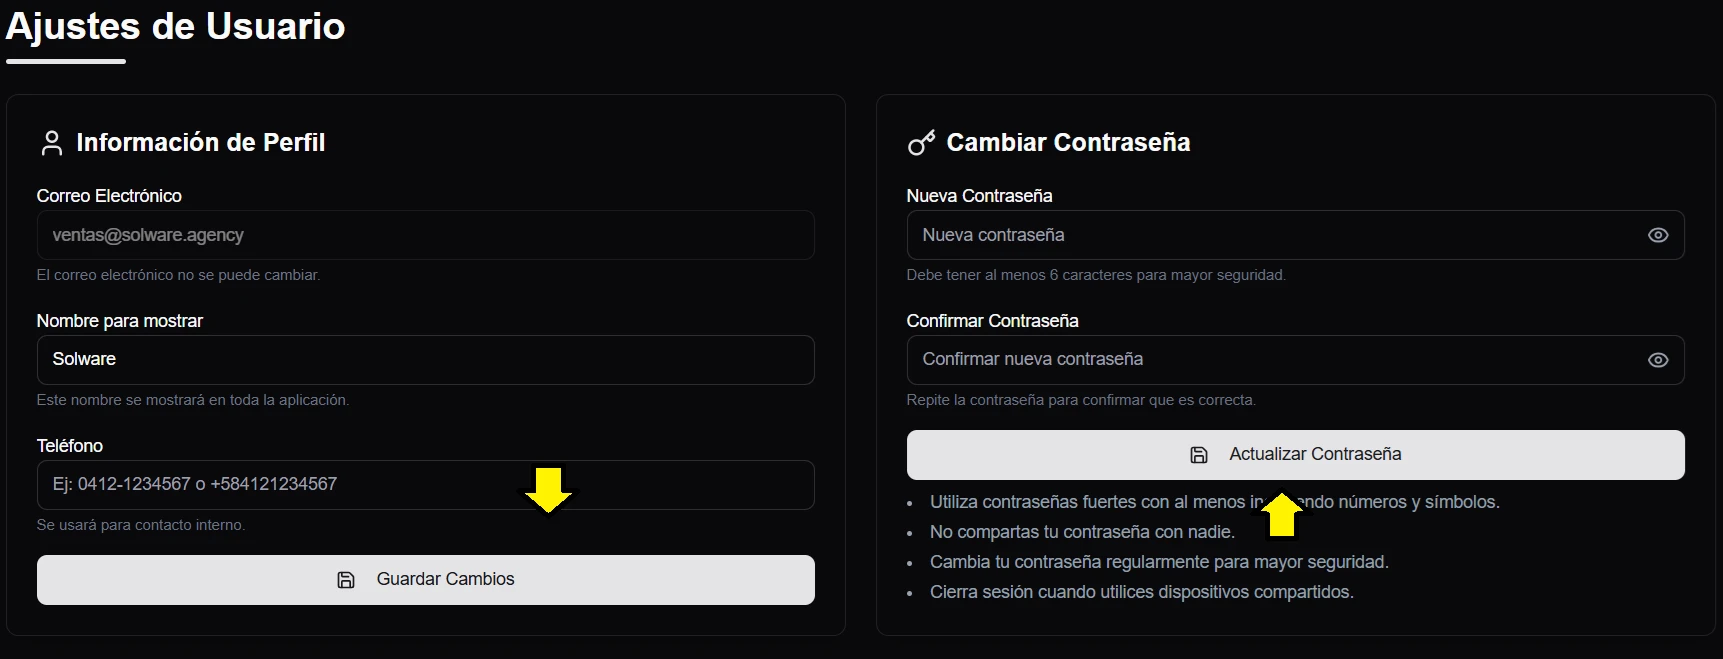 Ajustes de Usuario
Información de Perfil
Correo Electrónico
ventas@solware.agency
El correo electrónico no se puede cambiar.
Nombre para mostrar
Solware
Este nombre se mostrará en toda la aplicación.
Teléfono
Ej: 0412-1234567 o +584121234567
Se usará para contacto interno.
Guardar Cambios
Cambiar Contraseña
Nueva Contraseña
Nueva contraseña
Debe tener al menos 6 caracteres para mayor seguridad.
Confirmar Contraseña
Confirmar nueva contraseña
Repite la contraseña para confirmar que es correcta.
Actualizar Contraseña
• Utiliza contraseñas fuertes con al menos números y símbolos.
• No compartas tu contraseña con nadie.
• Cambia tu contraseña regularmente para mayor seguridad.
• Cierra sesión cuando utilices dispositivos compartidos.